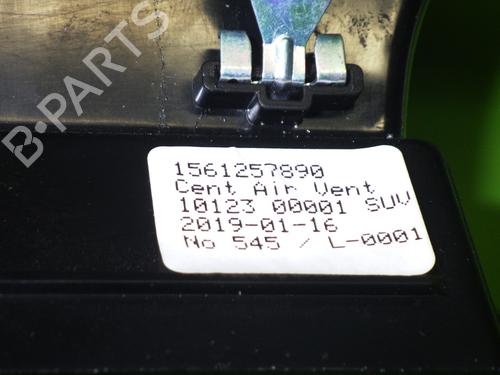 B-PARTS
1561257890
Cent Air Vent
10123 00001 SUV
2019-01-16
No 545 / L-0001